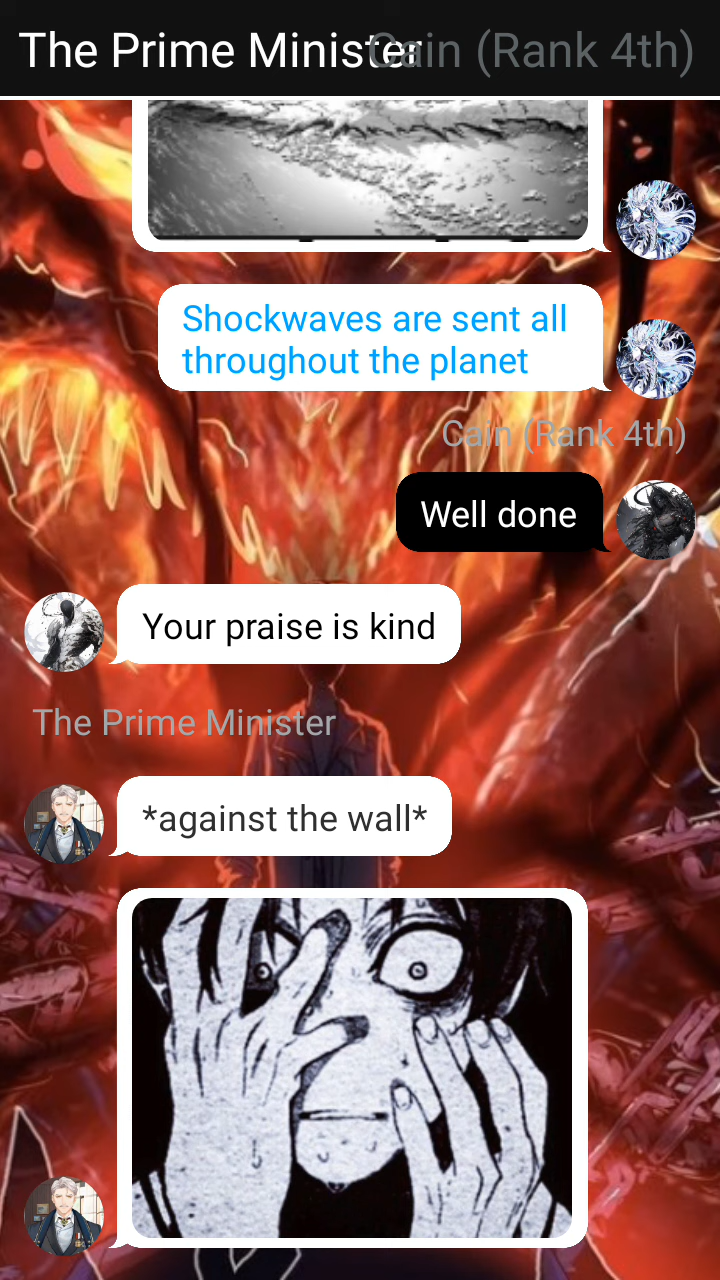 The Prime Minister
Cain (Rank 4th)
Shockwaves are sent all
throughout the planet
Cain (Rank 4th)
Well done
Your praise is kind
The Prime Minister
*against the wall*